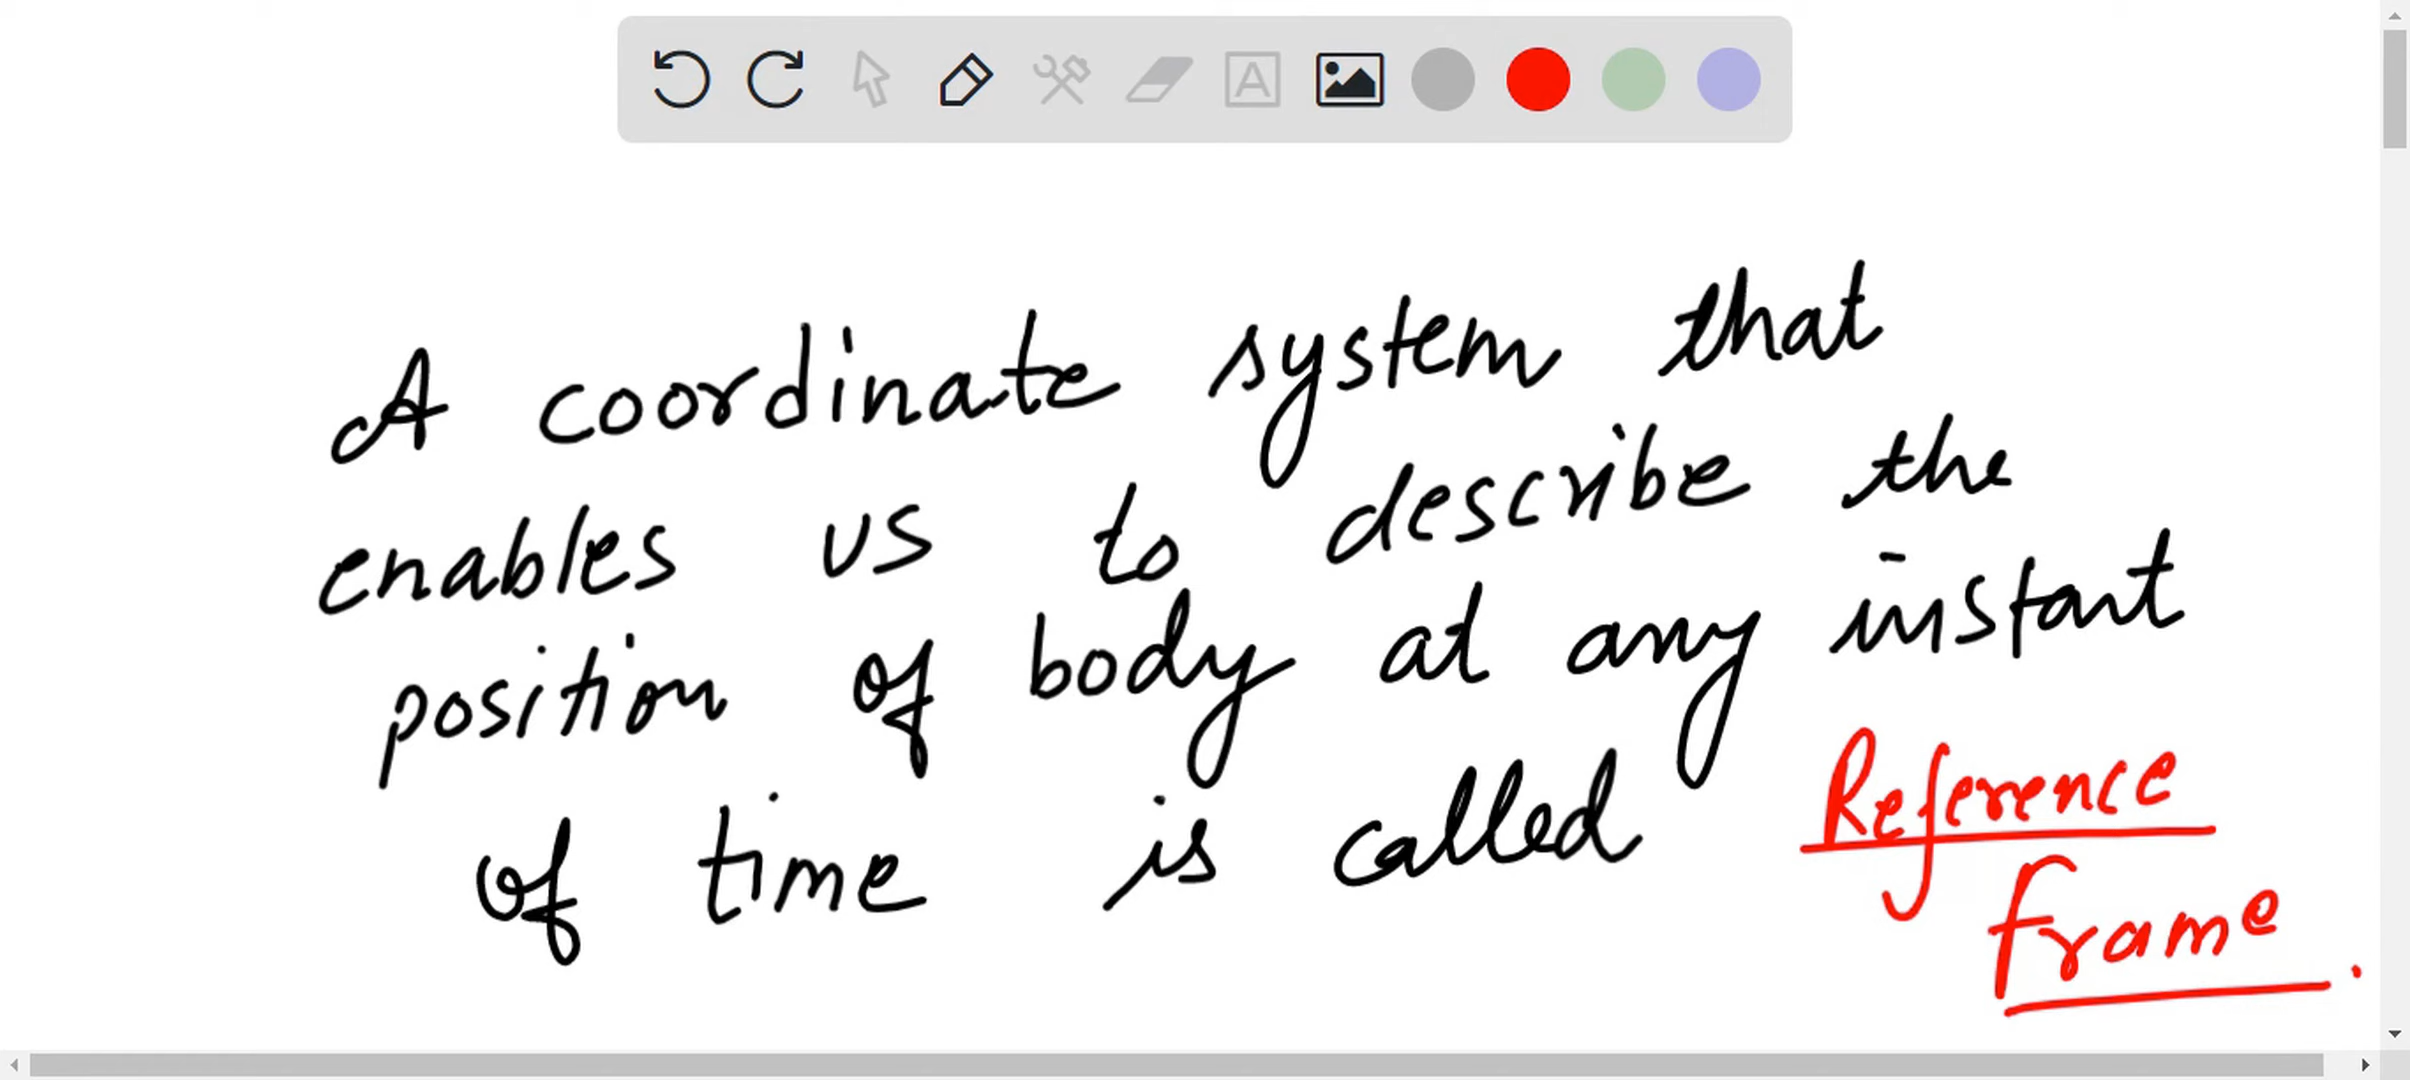 A coordinate system that
enables us to describe the
position of body at any instant
of time is called Reference
frame.